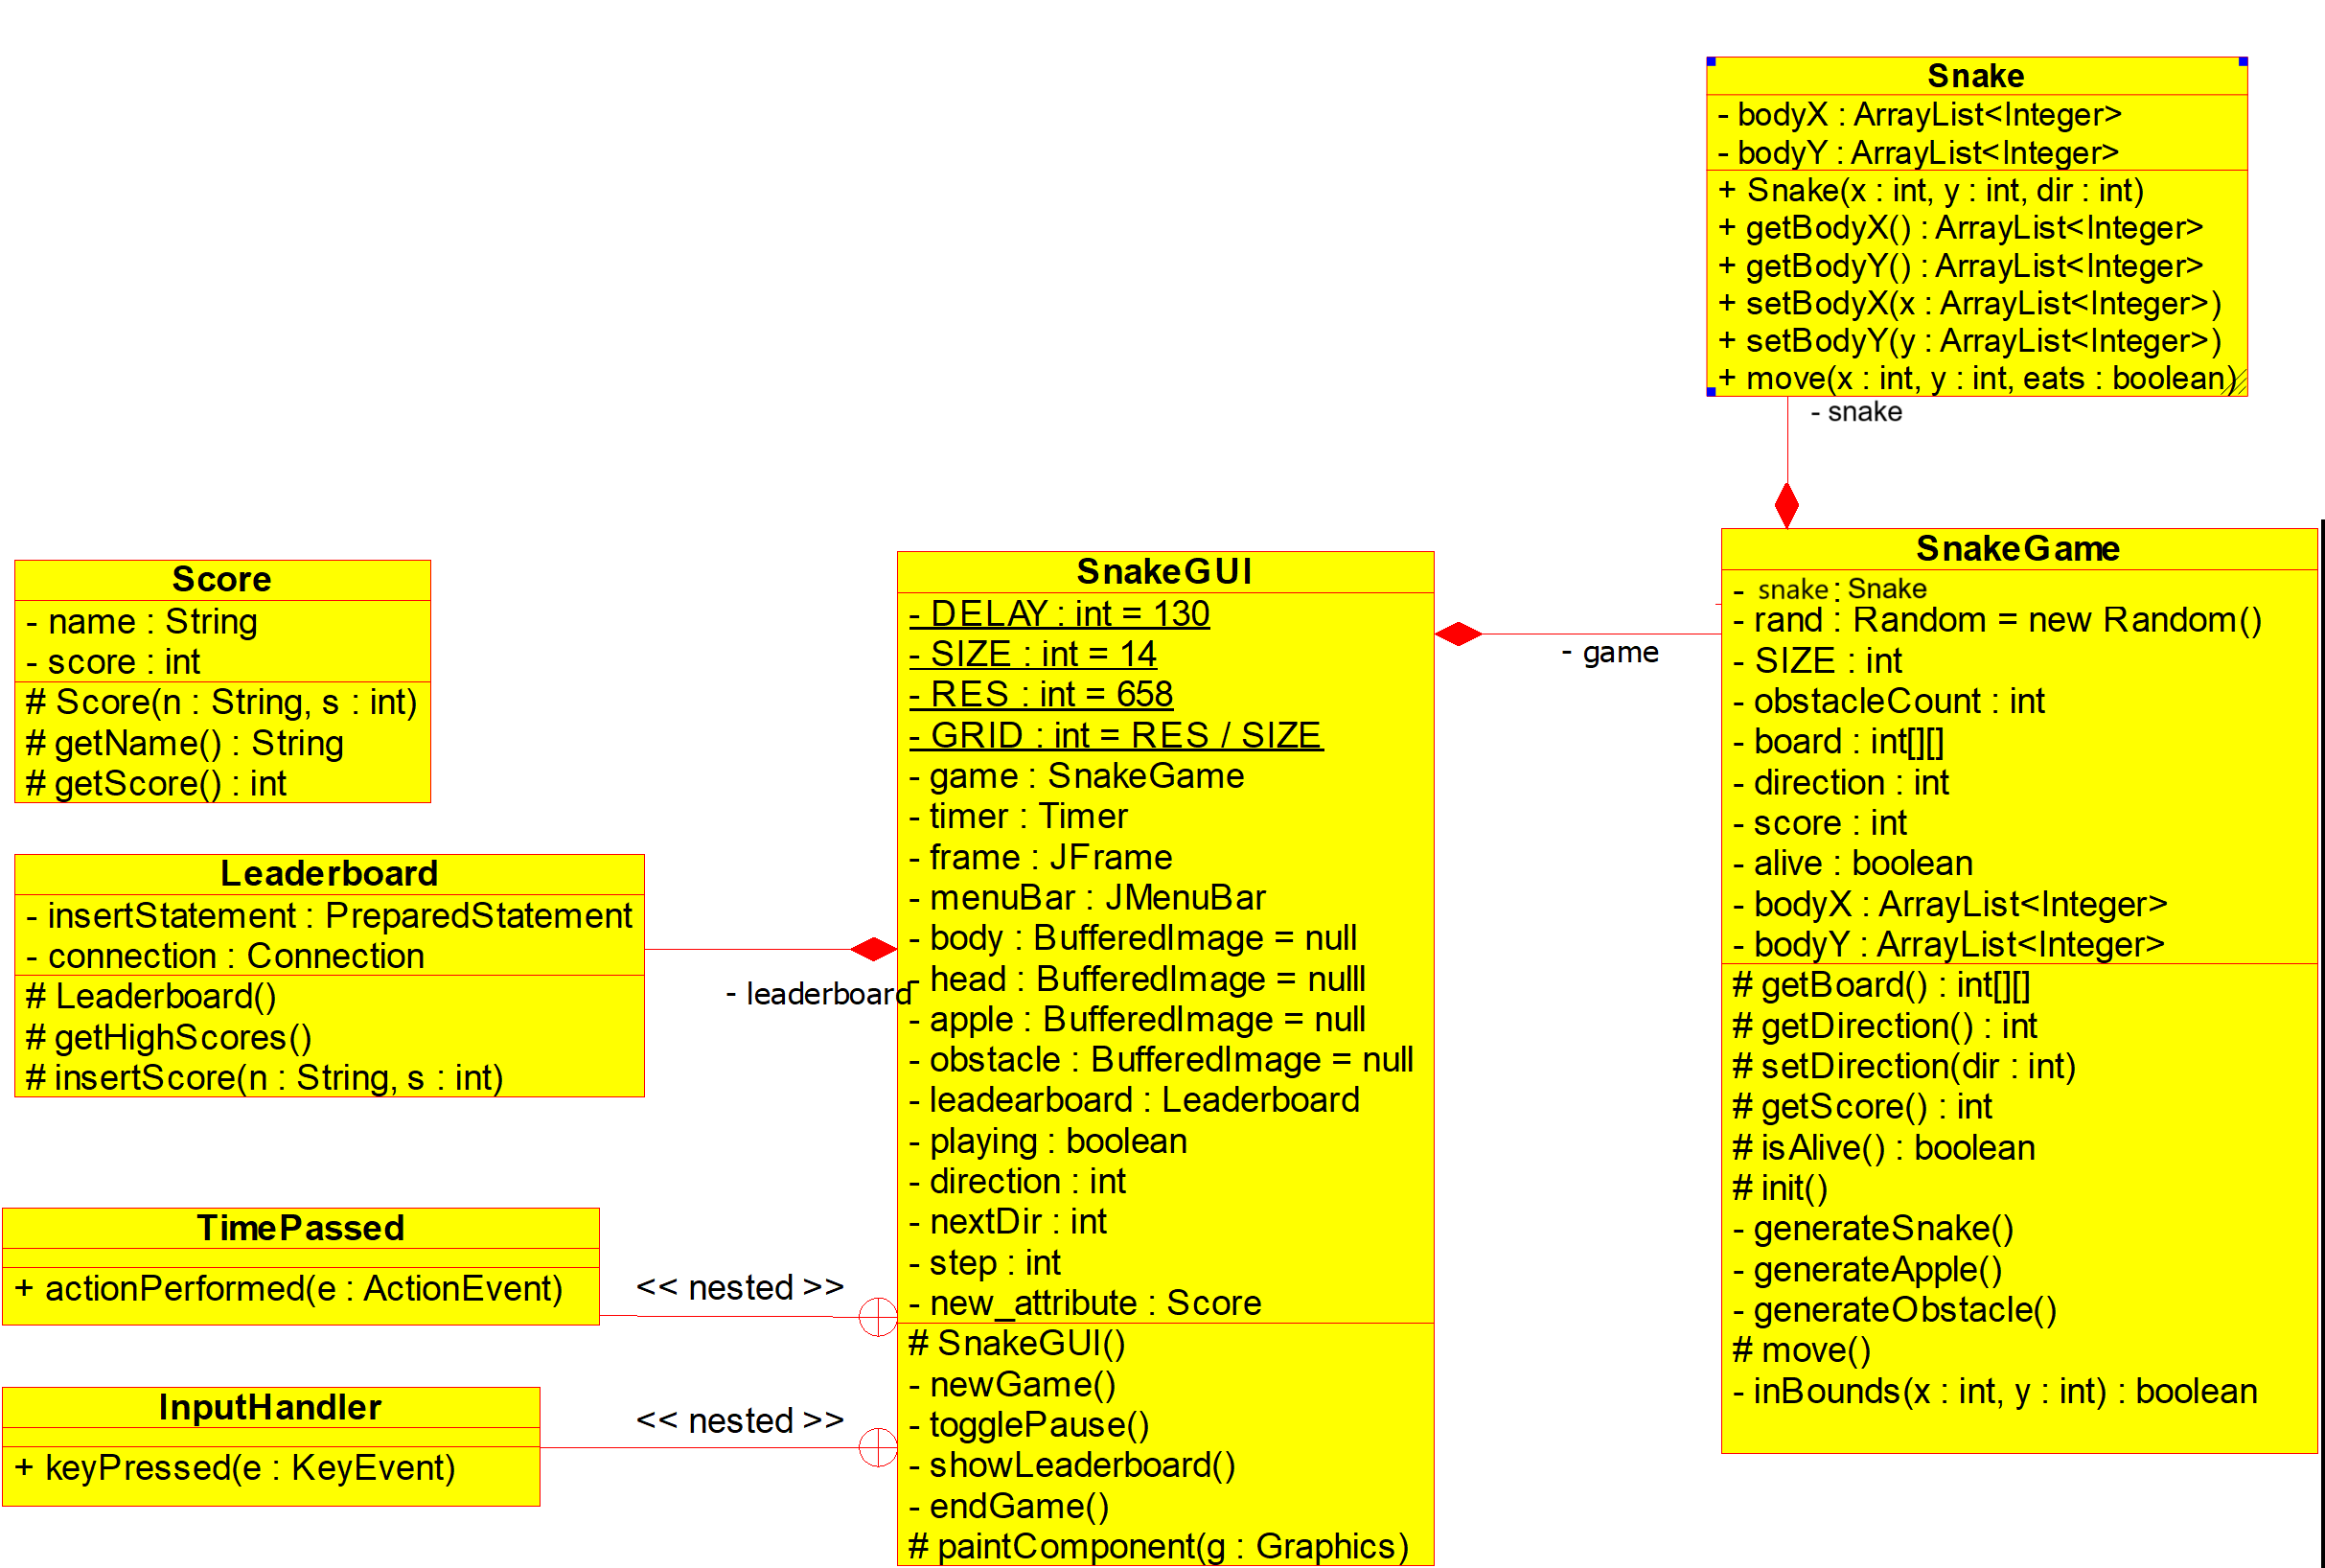 Snake
- bodyX : ArrayList<Integer>
- bodyY : ArrayList<Integer>
+ Snake(x : int, y : int, dir : int)
+ getBodyX() : ArrayList<Integer>
+ getBodyY() : ArrayList<Integer>
+ setBodyX(x : ArrayList<Integer>)
+ setBodyY(y : ArrayList<Integer>)
+ move(x : int, y : int, eats : boolean)
- snake
Score
- name : String
- score : int
# Score(n : String, s : int)
# getName() : String
# getScore() : int
Leaderboard
- insertStatement : PreparedStatement
- connection : Connection
# Leaderboard()
# getHighScores()
# insertScore(n : String, s : int)
- leaderboard
TimePassed
+ actionPerformed(e : ActionEvent)
<< nested >>
InputHandler
+ keyPressed(e : KeyEvent)
<< nested >>
SnakeGUI
- DELAY : int = 130
- SIZE : int = 14
- RES : int = 658
- GRID : int = RES / SIZE
- game : SnakeGame
- timer : Timer
- frame : JFrame
- menuBar : JMenuBar
- body : BufferedImage = null
- head : BufferedImage = nulll
- apple : BufferedImage = null
- obstacle : BufferedImage = null
- leadearboard : Leaderboard
- playing : boolean
- direction : int
- nextDir : int
- step : int
- new_attribute : Score
# SnakeGUI()
- newGame()
- togglePause()
- showLeaderboard()
- endGame()
# paintComponent(g : Graphics)
- game
SnakeGame
- snake : Snake
- rand : Random = new Random()
- SIZE : int
- obstacleCount : int
- board : int[][]
- direction : int
- score : int
- alive : boolean
- bodyX : ArrayList<Integer>
- bodyY : ArrayList<Integer>
# getBoard() : int[][]
# getDirection() : int
# setDirection(dir : int)
# getScore() : int
# isAlive() : boolean
# init()
- generateSnake()
- generateApple()
- generateObstacle()
# move()
- inBounds(x : int, y : int) : boolean